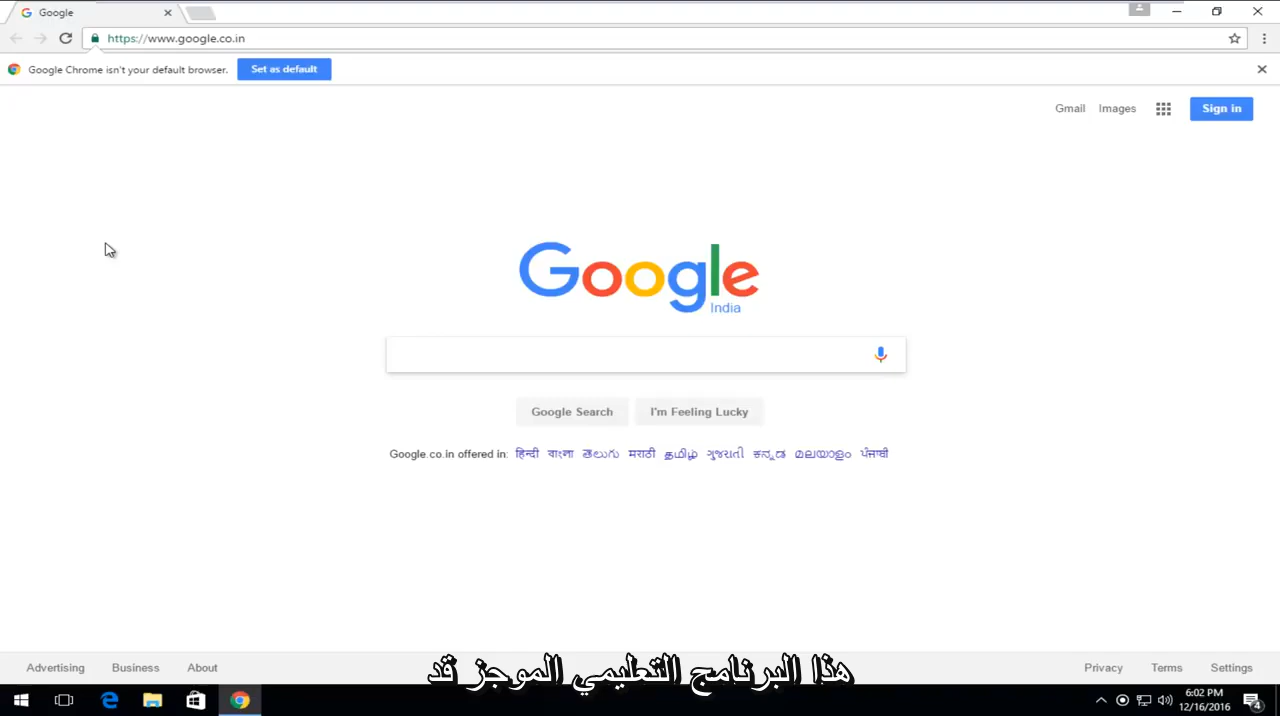 Google
https://www.google.co.in
Google Chrome isn't your default browser. Set as default
Gmail Images Sign in
Google
India
Google Search I'm Feeling Lucky
Google.co.in offered in: हिन्दी বাংলা తెలుగు मराठी தமிழ் ગુજરાતી ಕನ್ನಡ മലയാളം ਪੰਜਾਬੀ
Advertising Business About Privacy Terms Settings
هذا البرنامج التعليمي الموجز قد
6:02 PM
12/16/2016
4